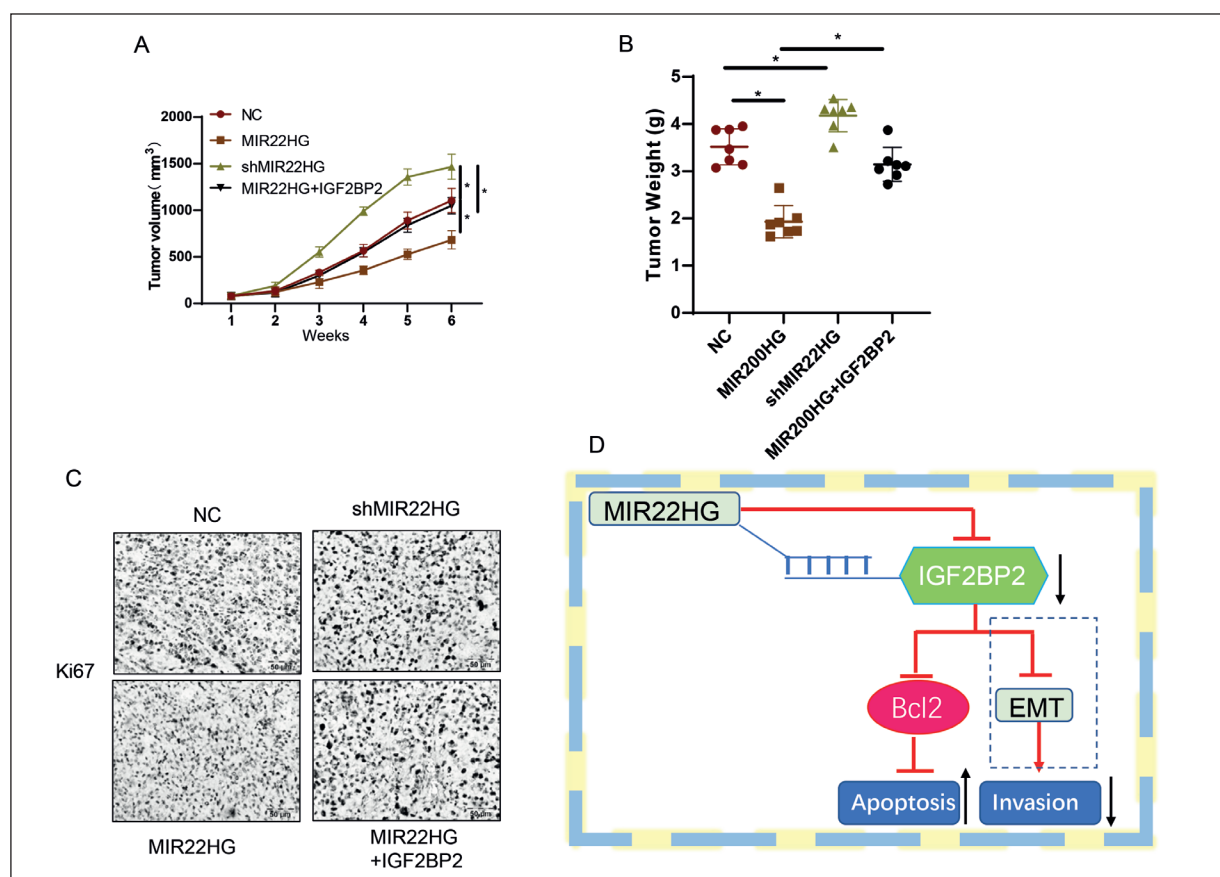 A
2000
1500
1000
500
0
Tumor volume( mm³)
NC
MIR22HG
shMIR22HG
MIR22HG+IGF2BP2
*
*
*
1 2 3 4 5 6
Weeks
B
*
*
*
5
4
3
2
1
0
Tumor Weight (g)
NC
MIR200HG
shMIR22HG
MIR200HG+IGF2BP2
C
NC
shMIR22HG
Ki67
50 μm
50 μm
50 μm
50 μm
MIR22HG
MIR22HG
+IGF2BP2
D
MIR22HG
IGF2BP2
Bcl2
EMT
Apoptosis
Invasion